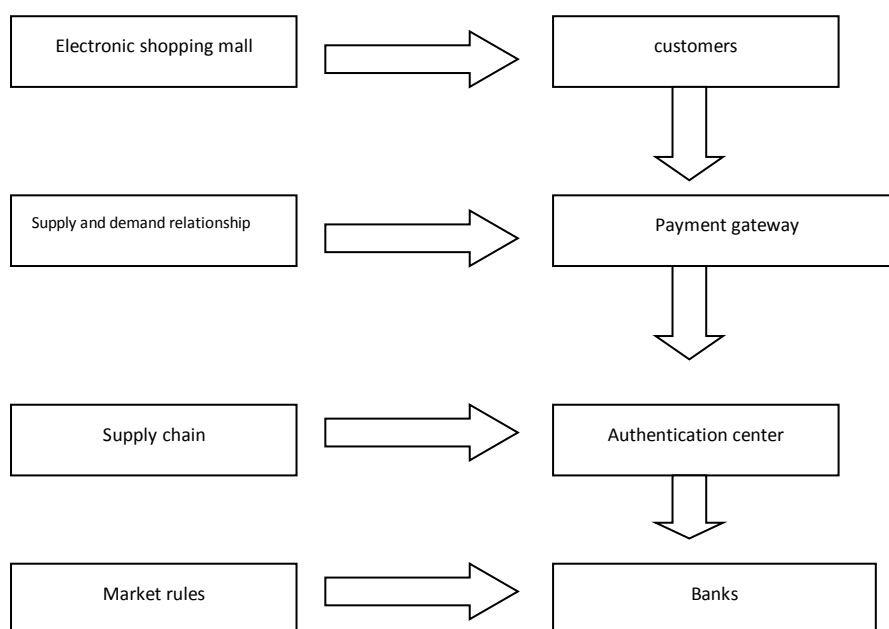 Electronic shopping mall
customers
Supply and demand relationship
Payment gateway
Supply chain
Authentication center
Market rules
Banks